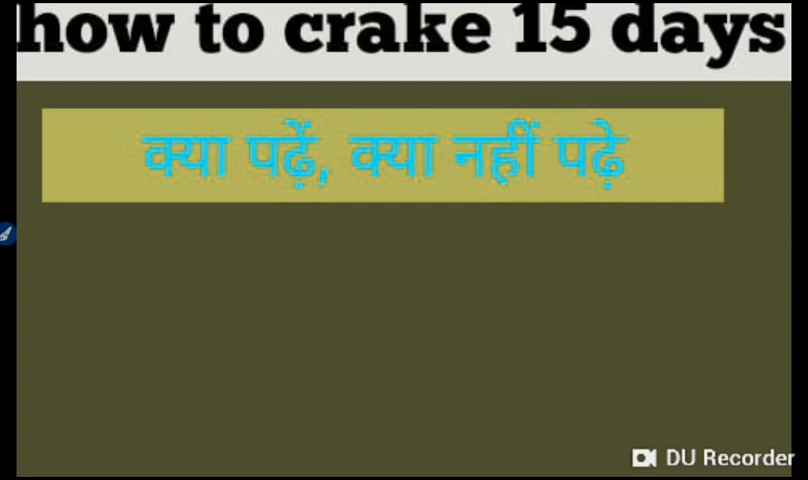 how to crake 15 days
क्या पढ़ें, क्या नहीं पढ़े
DU Recorder